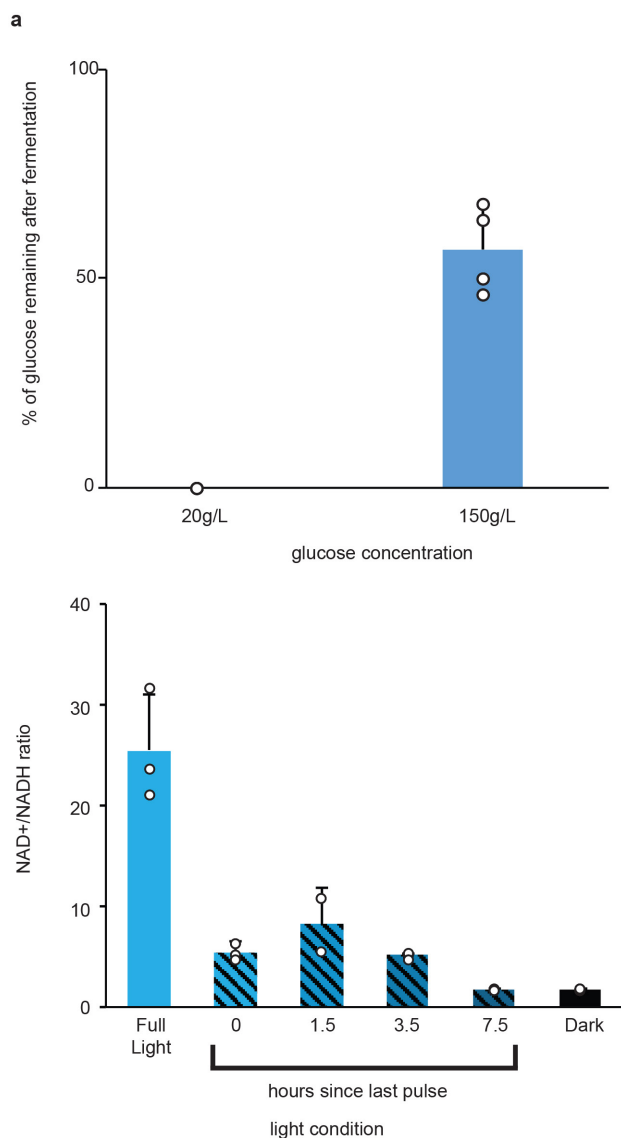 a
% of glucose remaining after fermentation
100
50
0
20g/L 150g/L
glucose concentration
NAD+/NADH ratio
40
30
20
10
0
Full
Light
0 1.5 3.5 7.5 Dark
hours since last pulse
light condition